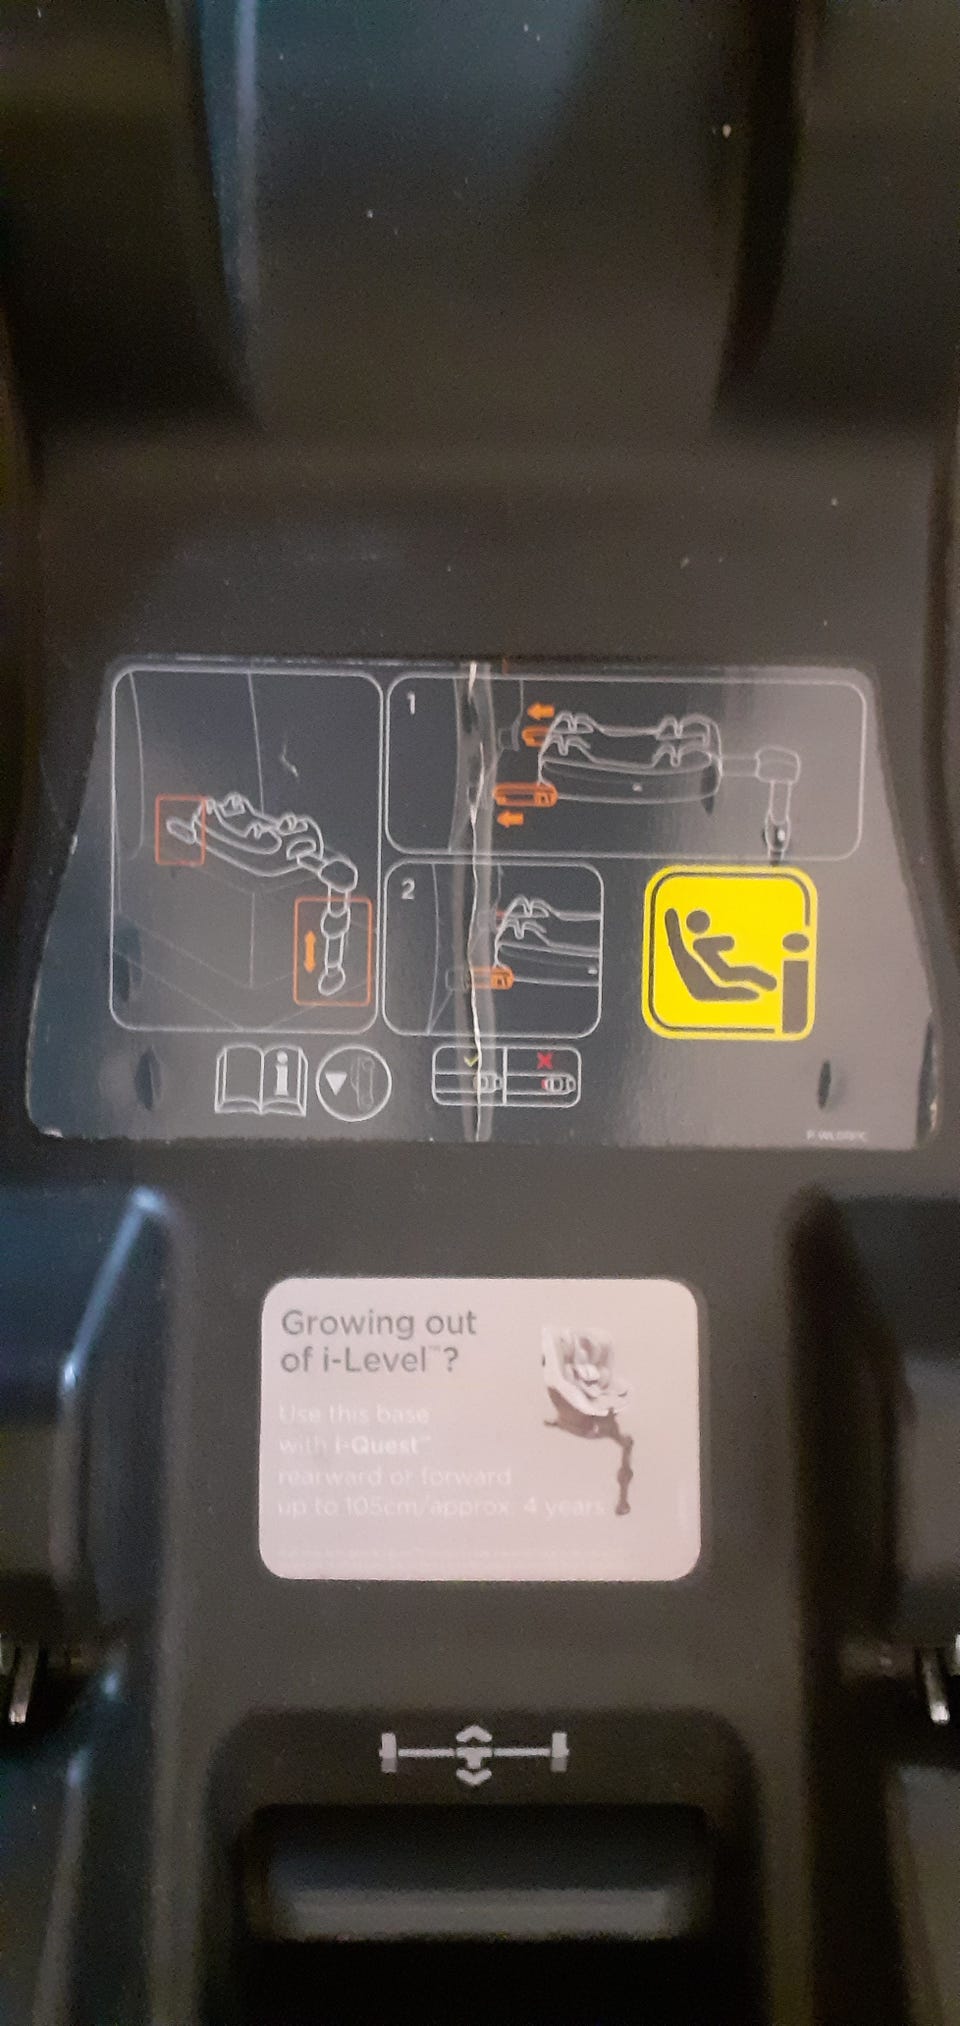 1
2
i
Growing out
of i-Level™?
Use this base
with i-Quest™
rearward or forward
up to 105cm/approx. 4 years